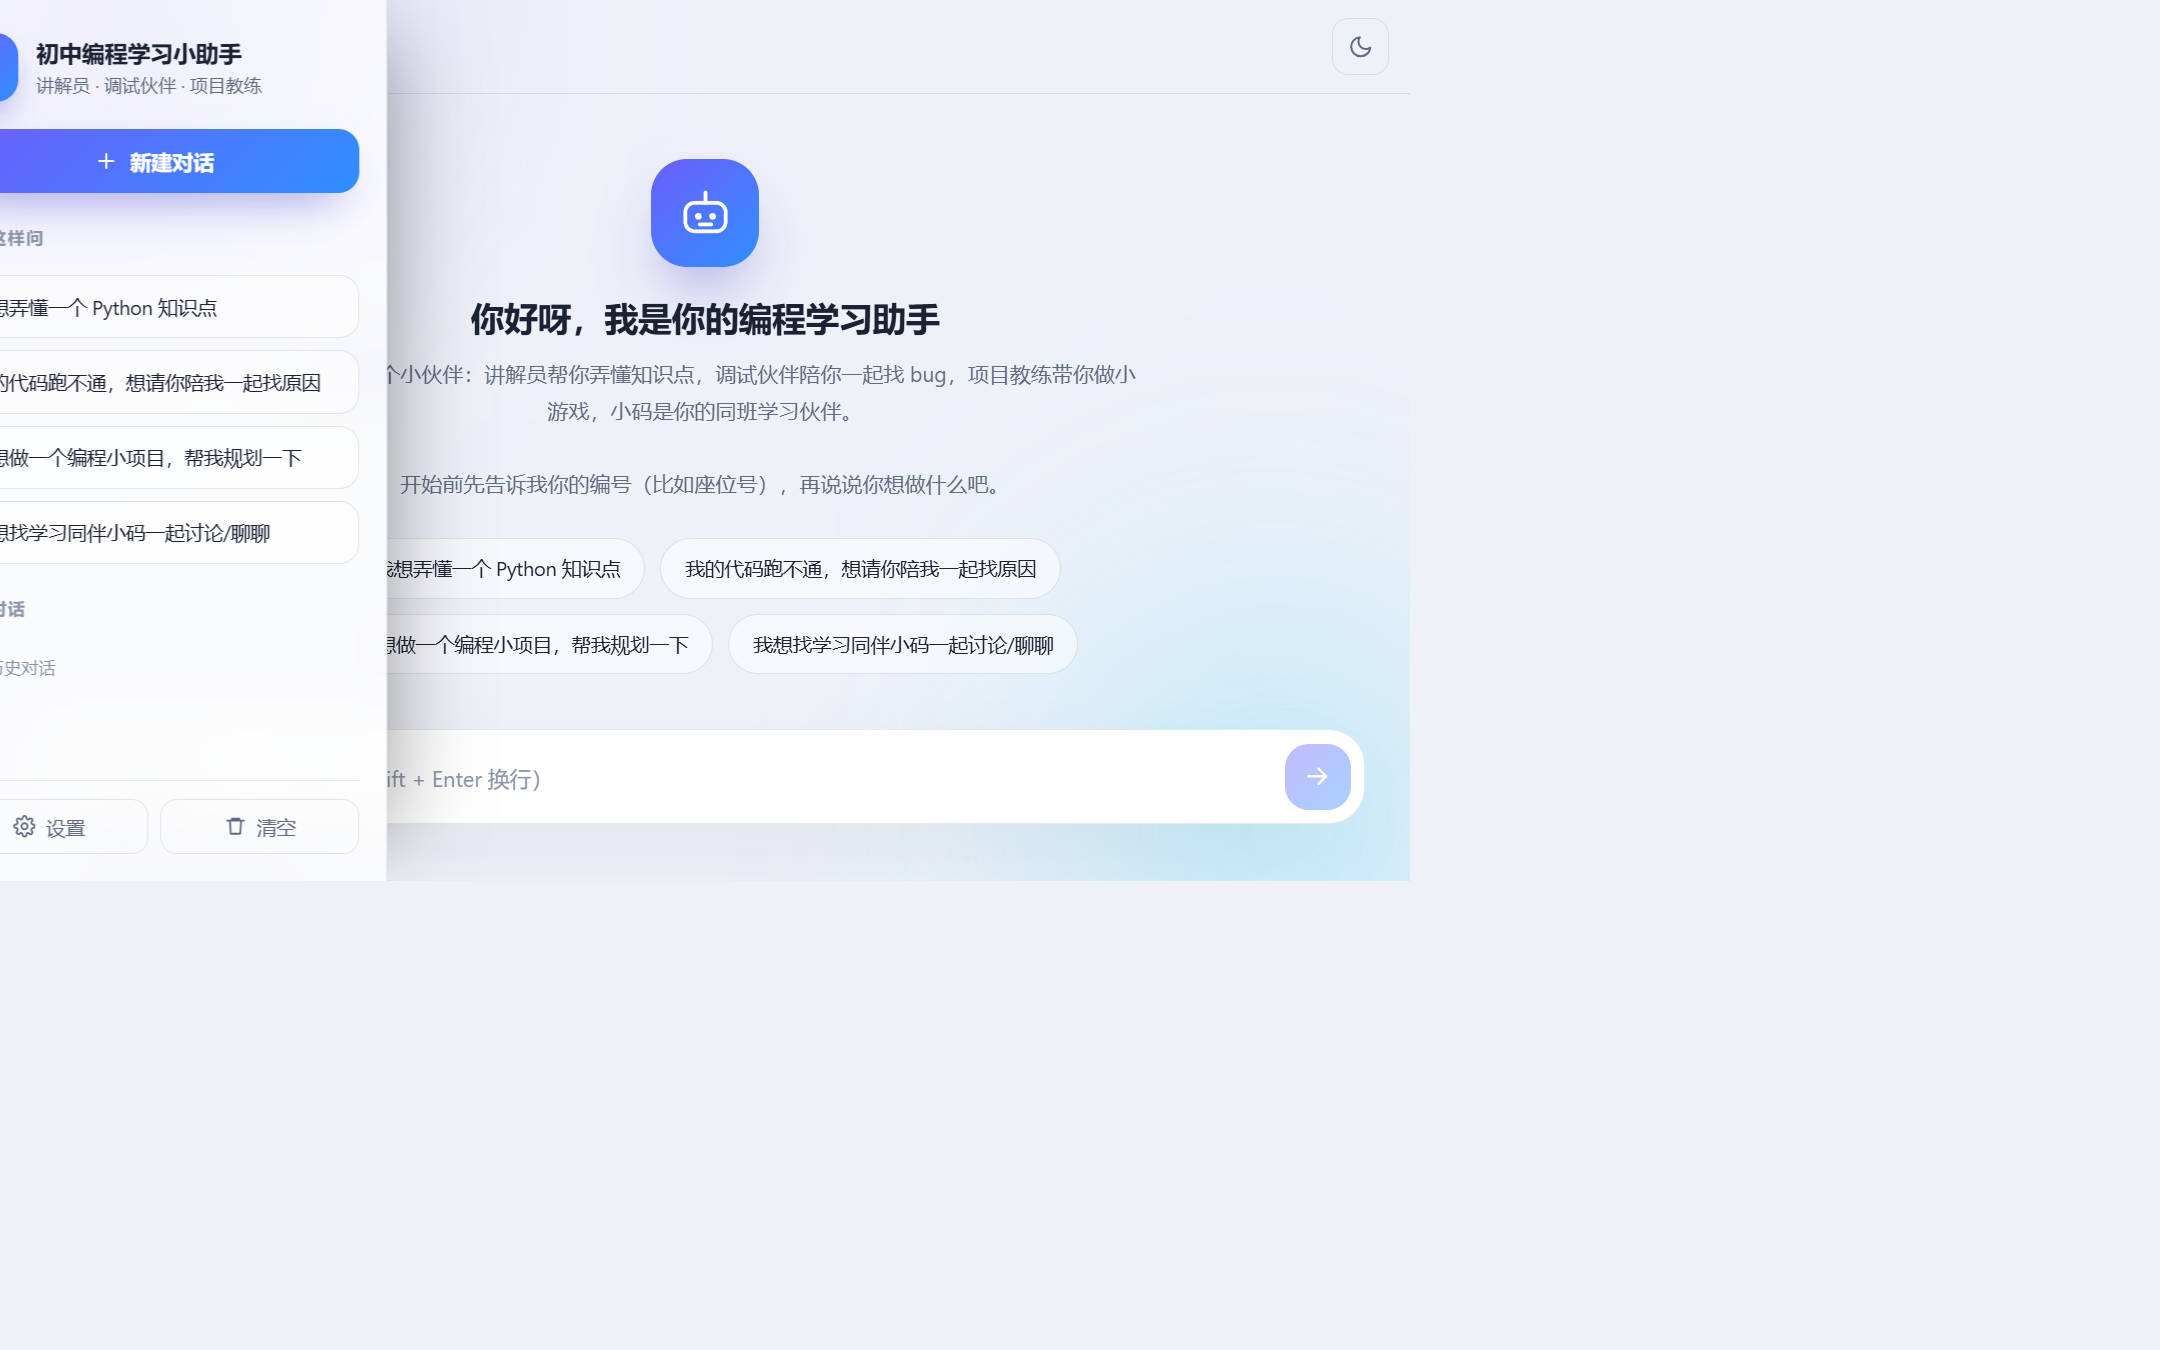 初中编程学习小助手
讲解员 · 调试伙伴 · 项目教练
新建对话
这样问
想弄懂一个 Python 知识点
的代码跑不通，想请你陪我一起找原因
想做一个编程小项目，帮我规划一下
想找学习同伴小码一起讨论/聊聊
对话
历史对话
设置
清空
你好呀，我是你的编程学习助手
个小伙伴：讲解员帮你弄懂知识点，调试伙伴陪你一起找 bug，项目教练带你做小
游戏，小码是你的同班学习伙伴。
开始前先告诉我你的编号（比如座位号），再说说你想做什么吧。
我想弄懂一个 Python 知识点
我的代码跑不通，想请你陪我一起找原因
想做一个编程小项目，帮我规划一下
我想找学习同伴小码一起讨论/聊聊
ift + Enter 换行）